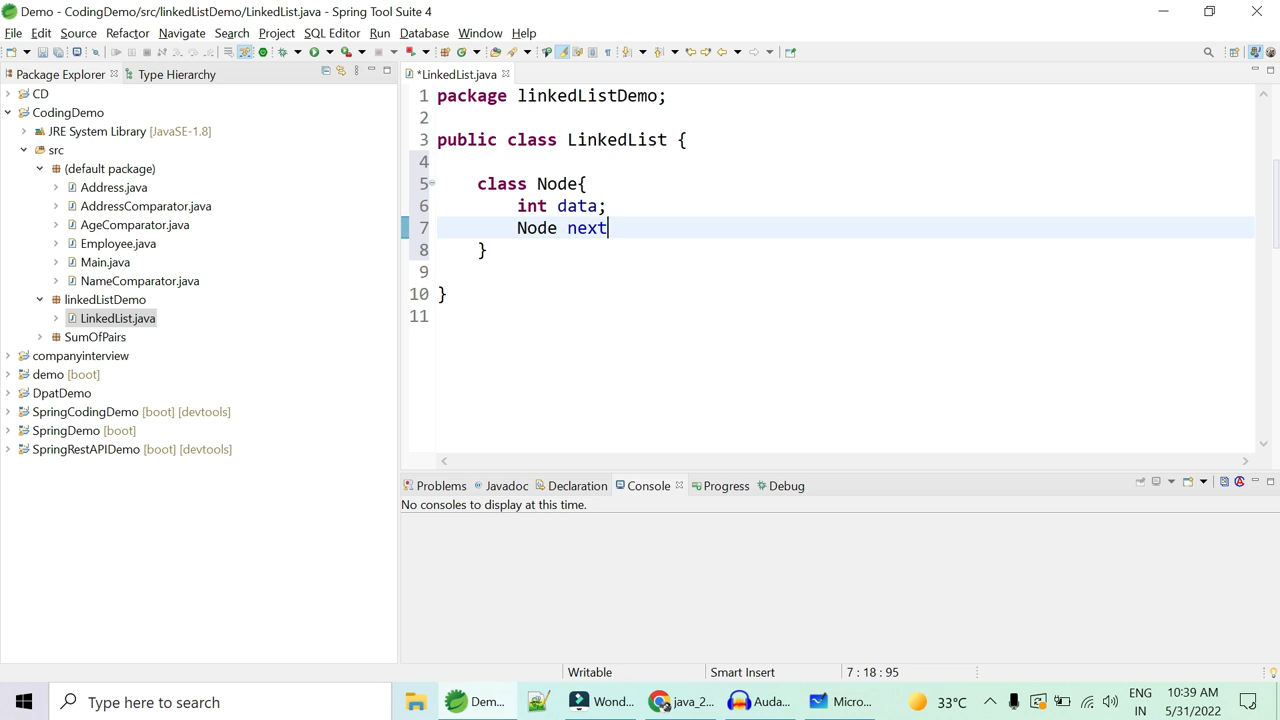 Demo - CodingDemo/src/linkedListDemo/LinkedList.java - Spring Tool Suite 4
File Edit Source Refactor Navigate Search Project SQL Editor Run Database Window Help
Package Explorer Type Hierarchy
CD
CodingDemo
JRE System Library [JavaSE-1.8]
src
(default package)
Address.java
AddressComparator.java
AgeComparator.java
Employee.java
Main.java
NameComparator.java
linkedListDemo
LinkedList.java
SumOfPairs
companyinterview
demo [boot]
DpatDemo
SpringCodingDemo [boot] [devtools]
SpringDemo [boot]
SpringRestAPIDemo [boot] [devtools]
*LinkedList.java
1 package linkedListDemo;
2
3 public class LinkedList {
4
5 class Node{
6 int data;
7 Node next
8 }
9
10 }
11
Problems Javadoc Declaration Console Progress Debug
No consoles to display at this time.
Writable Smart Insert 7 : 18 : 95
Type here to search
Dem... Wond... java_2... Auda... Micro... 33°C ENG IN 10:39 AM 5/31/2022